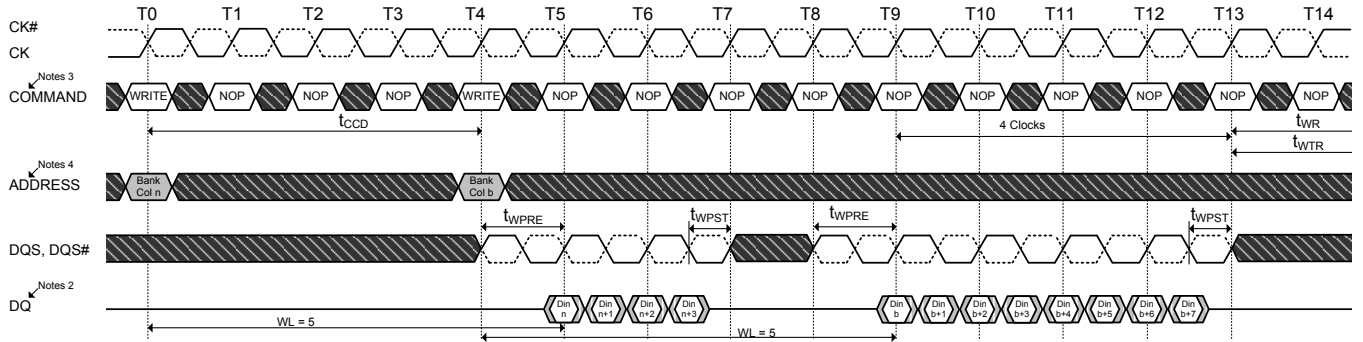 T0 T1 T2 T3 T4 T5 T6 T7 T8 T9 T10 T11 T12 T13 T14
CK#
CK
Notes 3
COMMAND
WRITE NOP NOP NOP WRITE NOP NOP NOP NOP NOP NOP NOP NOP NOP NOP
tCCD
4 Clocks
tWR
tWTR
Notes 4
ADDRESS
Bank
Col n
Bank
Col b
tWPRE tWPST tWPRE tWPST
DQS, DQS#
Notes 2
DQ
Din
n
Din
n+1
Din
n+2
Din
n+3
Din
b
Din
b+1
Din
b+2
Din
b+3
Din
b+4
Din
b+5
Din
b+6
Din
b+7
WL = 5
WL = 5